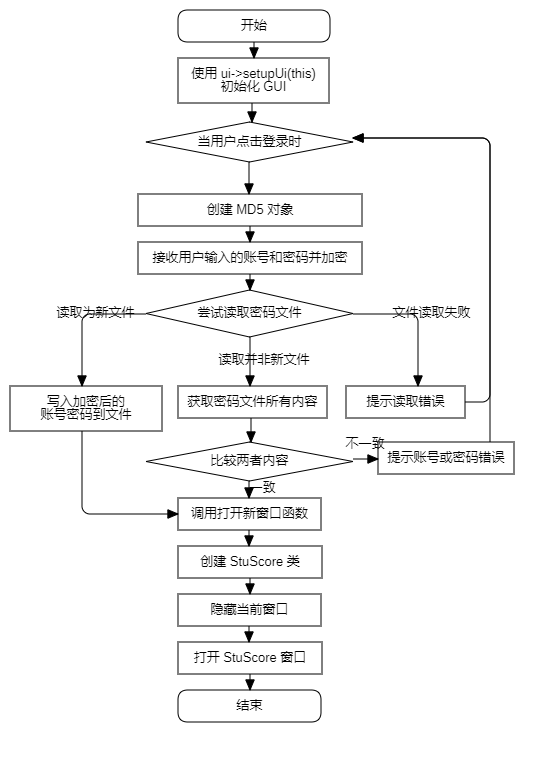 开始
使用 ui->setupUi(this)
初始化 GUI
当用户点击登录时
创建 MD5 对象
接收用户输入的账号和密码并加密
读取为新文件
尝试读取密码文件
文件读取失败
读取并非新文件
写入加密后的
账号密码到文件
获取密码文件所有内容
提示读取错误
不一致
比较两者内容
提示账号或密码错误
一致
调用打开新窗口函数
创建 StuScore 类
隐藏当前窗口
打开 StuScore 窗口
结束